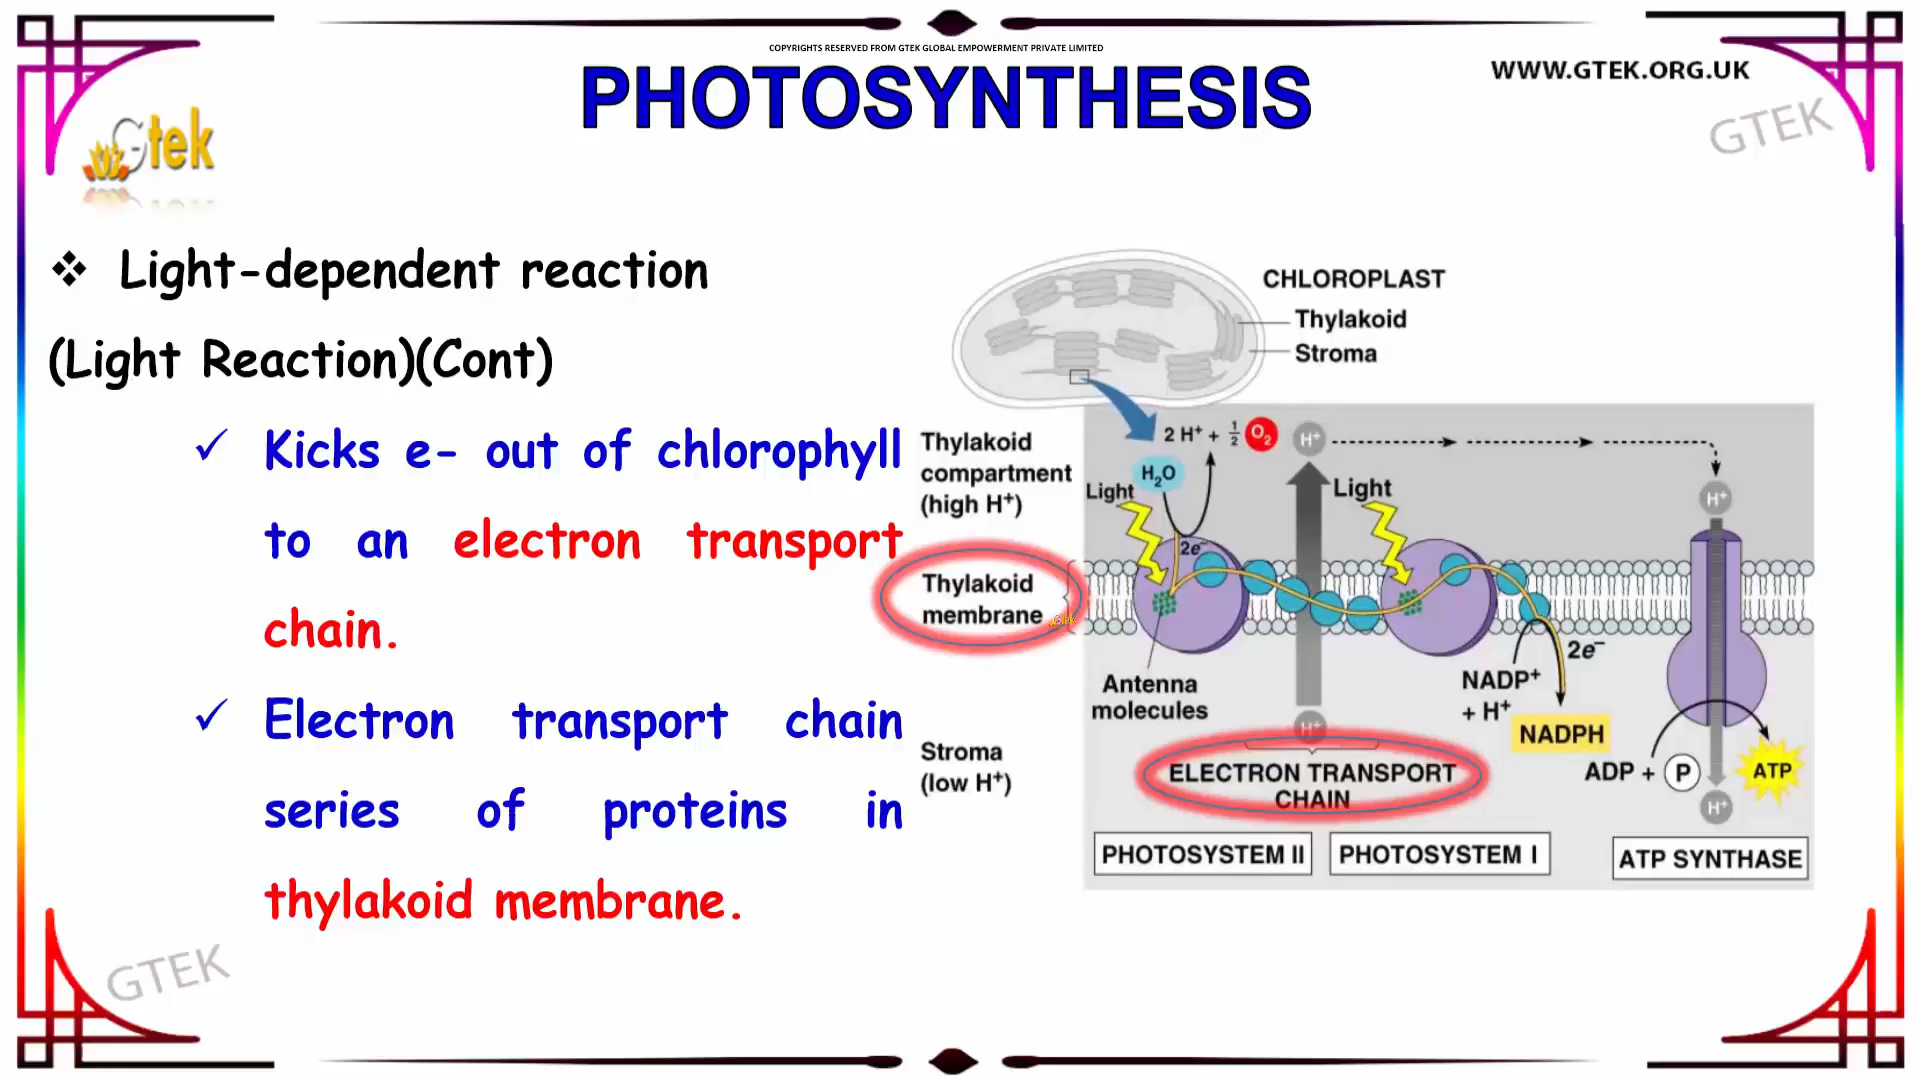 COPYRIGHTS RESERVED FROM GTEK GLOBAL EMPOWERMENT PRIVATE LIMITED
PHOTOSYNTHESIS
WWW.GTEK.ORG.UK
GTEK
Gtek
❖ Light-dependent reaction
(Light Reaction)(Cont)
✓ Kicks e- out of chlorophyll
to an electron transport
chain.
✓ Electron transport chain
series of proteins in
thylakoid membrane.
GTEK
CHLOROPLAST
Thylakoid
Stroma
Thylakoid
compartment
(high H⁺)
2 H⁺ + ½ O₂
H⁺
H₂O
Light
Light
H⁺
2e⁻
Thylakoid
membrane
Gtek
Antenna
molecules
2e⁻
NADP⁺
+ H⁺
NADPH
H⁺
Stroma
(low H⁺)
ELECTRON TRANSPORT
CHAIN
ADP + P
ATP
H⁺
PHOTOSYSTEM II
PHOTOSYSTEM I
ATP SYNTHASE